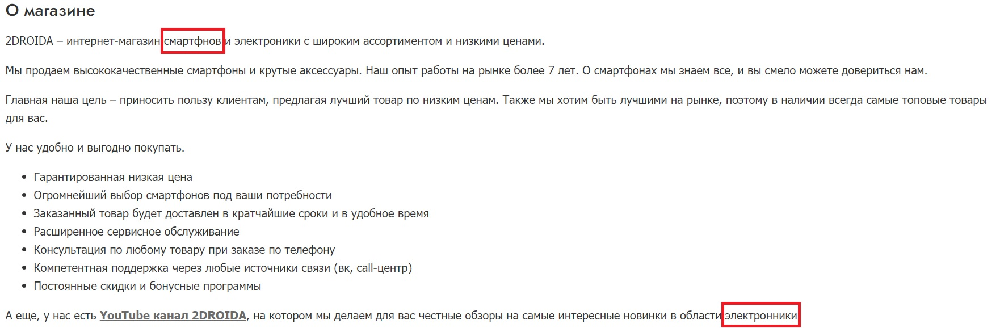 О магазине
2DROIDA – интернет-магазин смартфнов и электроники с широким ассортиментом и низкими ценами.
Мы продаем высококачественные смартфоны и крутые аксессуары. Наш опыт работы на рынке более 7 лет. О смартфонах мы знаем все, и вы смело можете довериться нам.
Главная наша цель – приносить пользу клиентам, предлагая лучший товар по низким ценам. Также мы хотим быть лучшими на рынке, поэтому в наличии всегда самые топовые товары
для вас.
У нас удобно и выгодно покупать.
• Гарантированная низкая цена
• Огромнейший выбор смартфонов под ваши потребности
• Заказанный товар будет доставлен в кратчайшие сроки и в удобное время
• Расширенное сервисное обслуживание
• Консультация по любому товару при заказе по телефону
• Компетентная поддержка через любые источники связи (вк, call-центр)
• Постоянные скидки и бонусные программы
А еще, у нас есть YouTube канал 2DROIDA, на котором мы делаем для вас честные обзоры на самые интересные новинки в области электронники